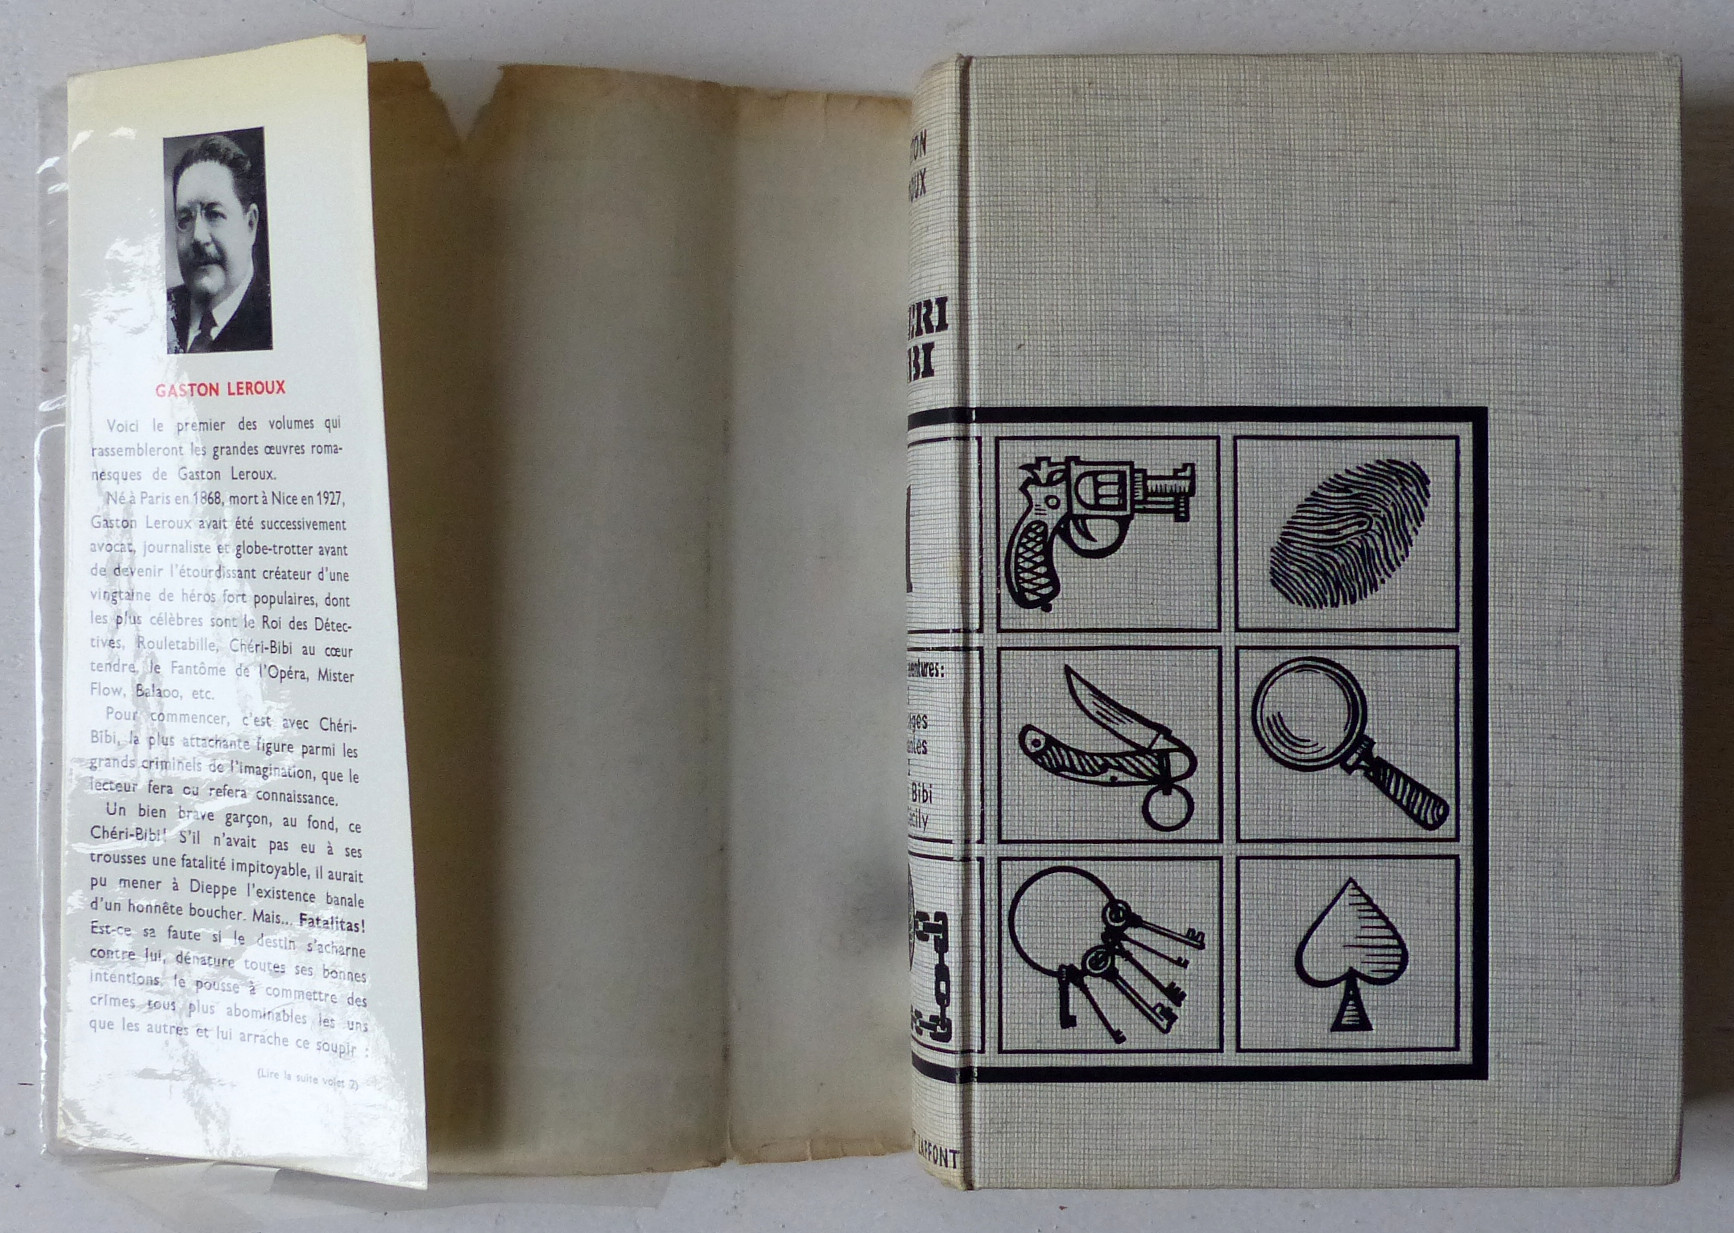 GASTON LEROUX
Voici le premier des volumes qui
rassembleront les grandes œuvres roma-
nesques de Gaston Leroux.
Né à Paris en 1868, mort à Nice en 1927,
Gaston Leroux avait été successivement
avocat, journaliste et globe-trotter avant
de devenir l'étourdissant créateur d'une
vingtaine de héros fort populaires, dont
les plus célèbres sont le Roi des Détec-
tives, Rouletabille, Chéri-Bibi au cœur
tendre, le Fantôme de l'Opéra, Mister
Flow, Balaoo, etc.
Pour commencer, c'est avec Chéri-
Bibi, la plus attachante figure parmi les
grands criminels de l'imagination, que le
lecteur fera ou refera connaissance.
Un bien brave garçon, au fond, ce
Chéri-Bibi! S'il n'avait pas eu à ses
trousses une fatalité impitoyable, il aurait
pu mener à Dieppe l'existence banale
d'un honnête boucher. Mais... Fatalitas!
Est-ce sa faute si le destin s'acharne
contre lui, dénature toutes ses bonnes
intentions, le pousse à commettre des
crimes tous plus abominables les uns
que les autres et lui arrache ce soupir :
(Lire la suite volet 2)
TON
OUX
ERI
BI
entures:
Bibi
cily
LAFFONT